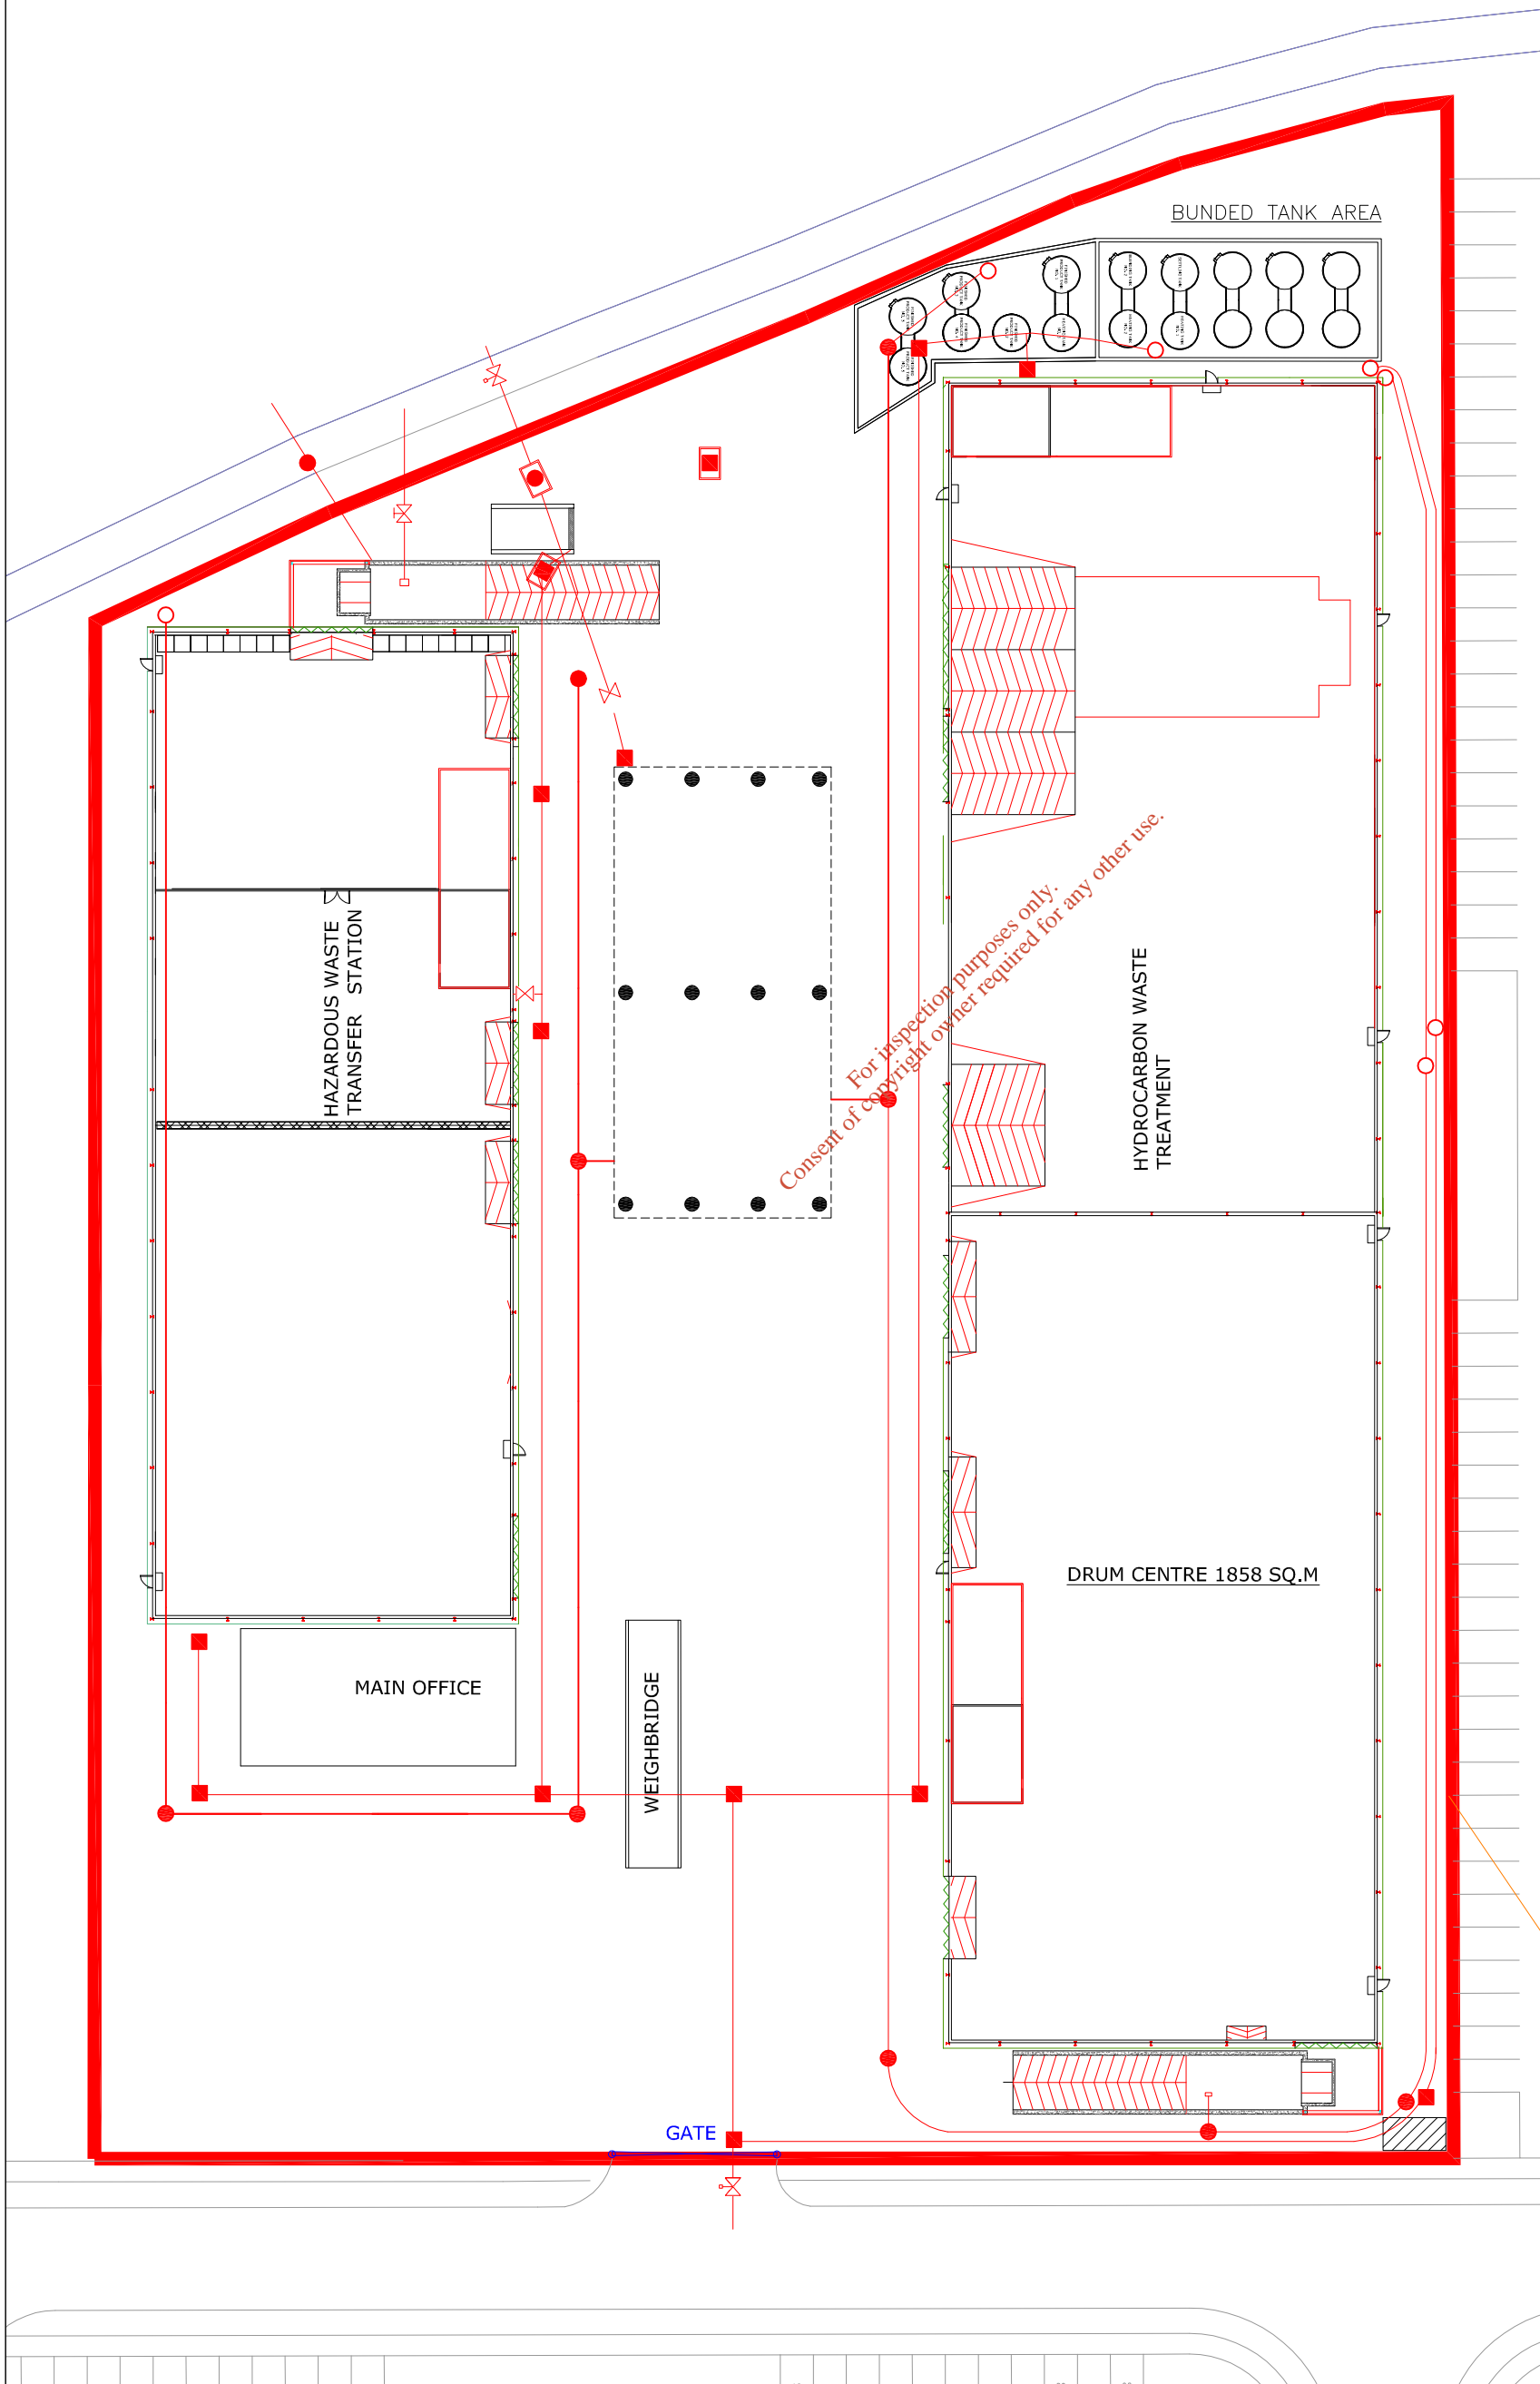 BUNDED TANK AREA
HAZARDOUS WASTE
TRANSFER STATION
For inspection purposes only.
Consent of copyright owner required for any other use.
HYDROCARBON WASTE
TREATMENT
DRUM CENTRE 1858 SQ.M
MAIN OFFICE
WEIGHBRIDGE
GATE